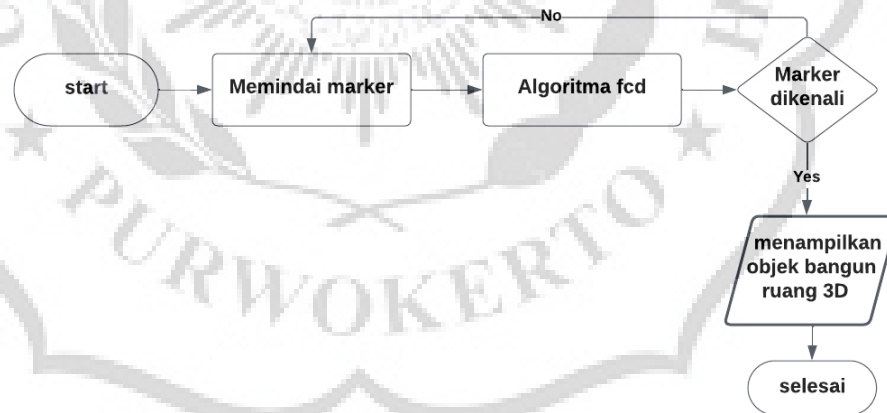 No
start
Memindai marker
Algoritma fcd
Marker
dikenali
Yes
menampilkan
objek bangun
ruang 3D
selesai
PURWOKERTO